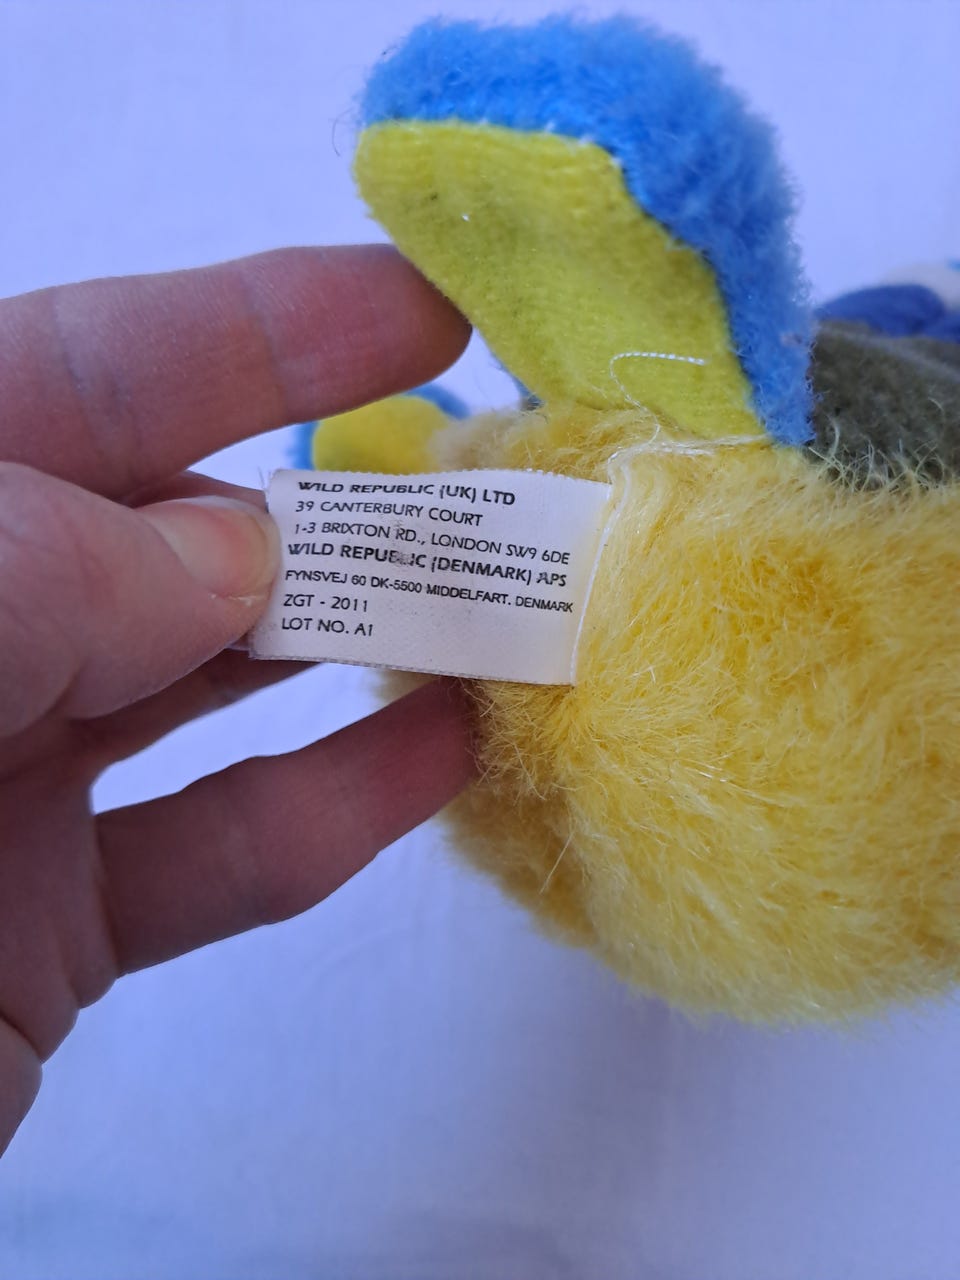 WILD REPUBLIC (UK) LTD
39 CANTERBURY COURT
1-3 BRIXTON RD., LONDON SW9 6DE
WILD REPUBLIC (DENMARK) APS
FYNSVEJ 60 DK-5500 MIDDELFART. DENMARK
ZGT - 2011
LOT NO. A1